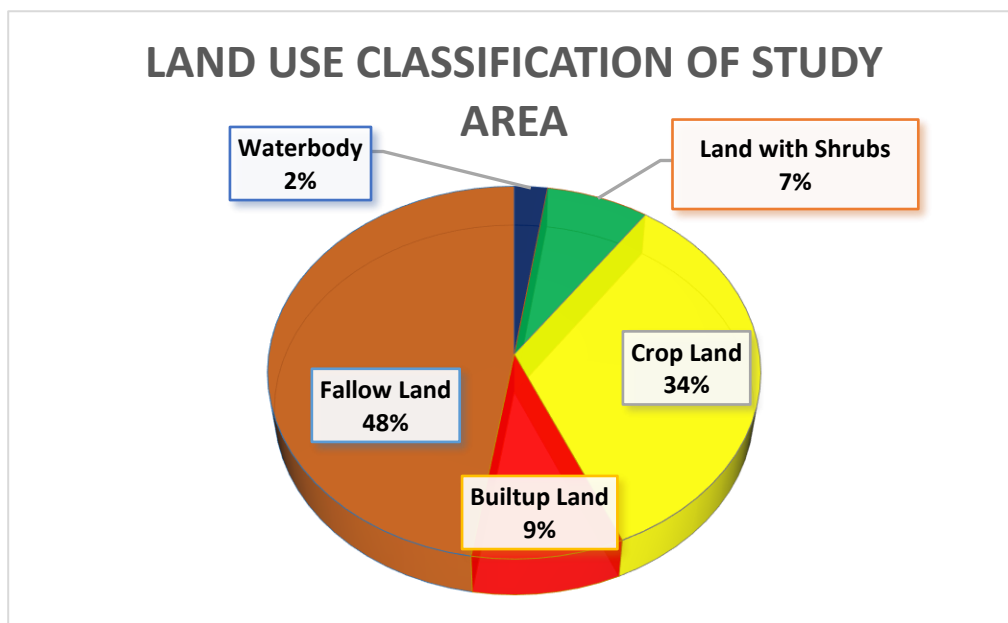 LAND USE CLASSIFICATION OF STUDY
AREA
Waterbody
2%
Land with Shrubs
7%
Crop Land
34%
Fallow Land
48%
Builtup Land
9%